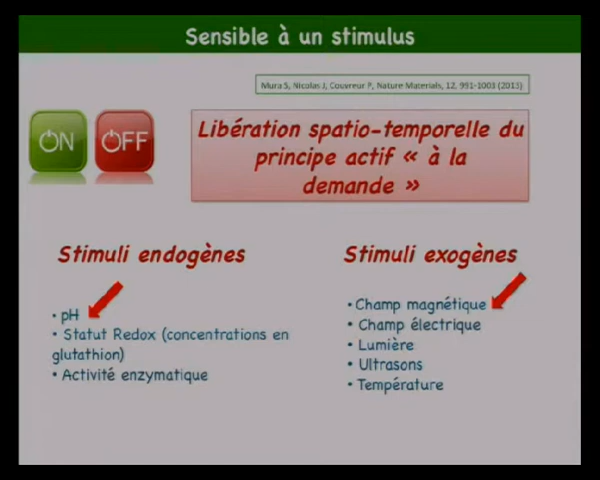 Sensible à un stimulus
Mura S, Nicolas J, Couvreur P, Nature Materials, 12, 991-1003 (2013)
ON OFF
Libération spatio-temporelle du
principe actif « à la
demande »
Stimuli endogènes
• pH
• Statut Redox (concentrations en
glutathion)
• Activité enzymatique
Stimuli exogènes
• Champ magnétique
• Champ électrique
• Lumière
• Ultrasons
• Température